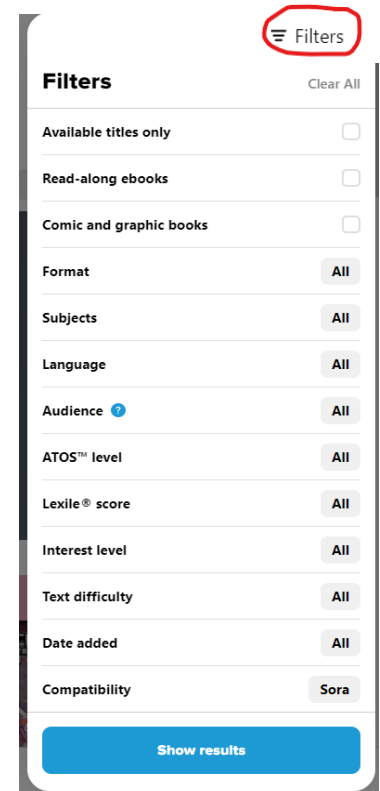 Filters
Filters Clear All
Available titles only
Read-along ebooks
Comic and graphic books
Format All
Subjects All
Language All
Audience ? All
ATOS™ level All
Lexile® score All
Interest level All
Text difficulty All
Date added All
Compatibility Sora
Show results